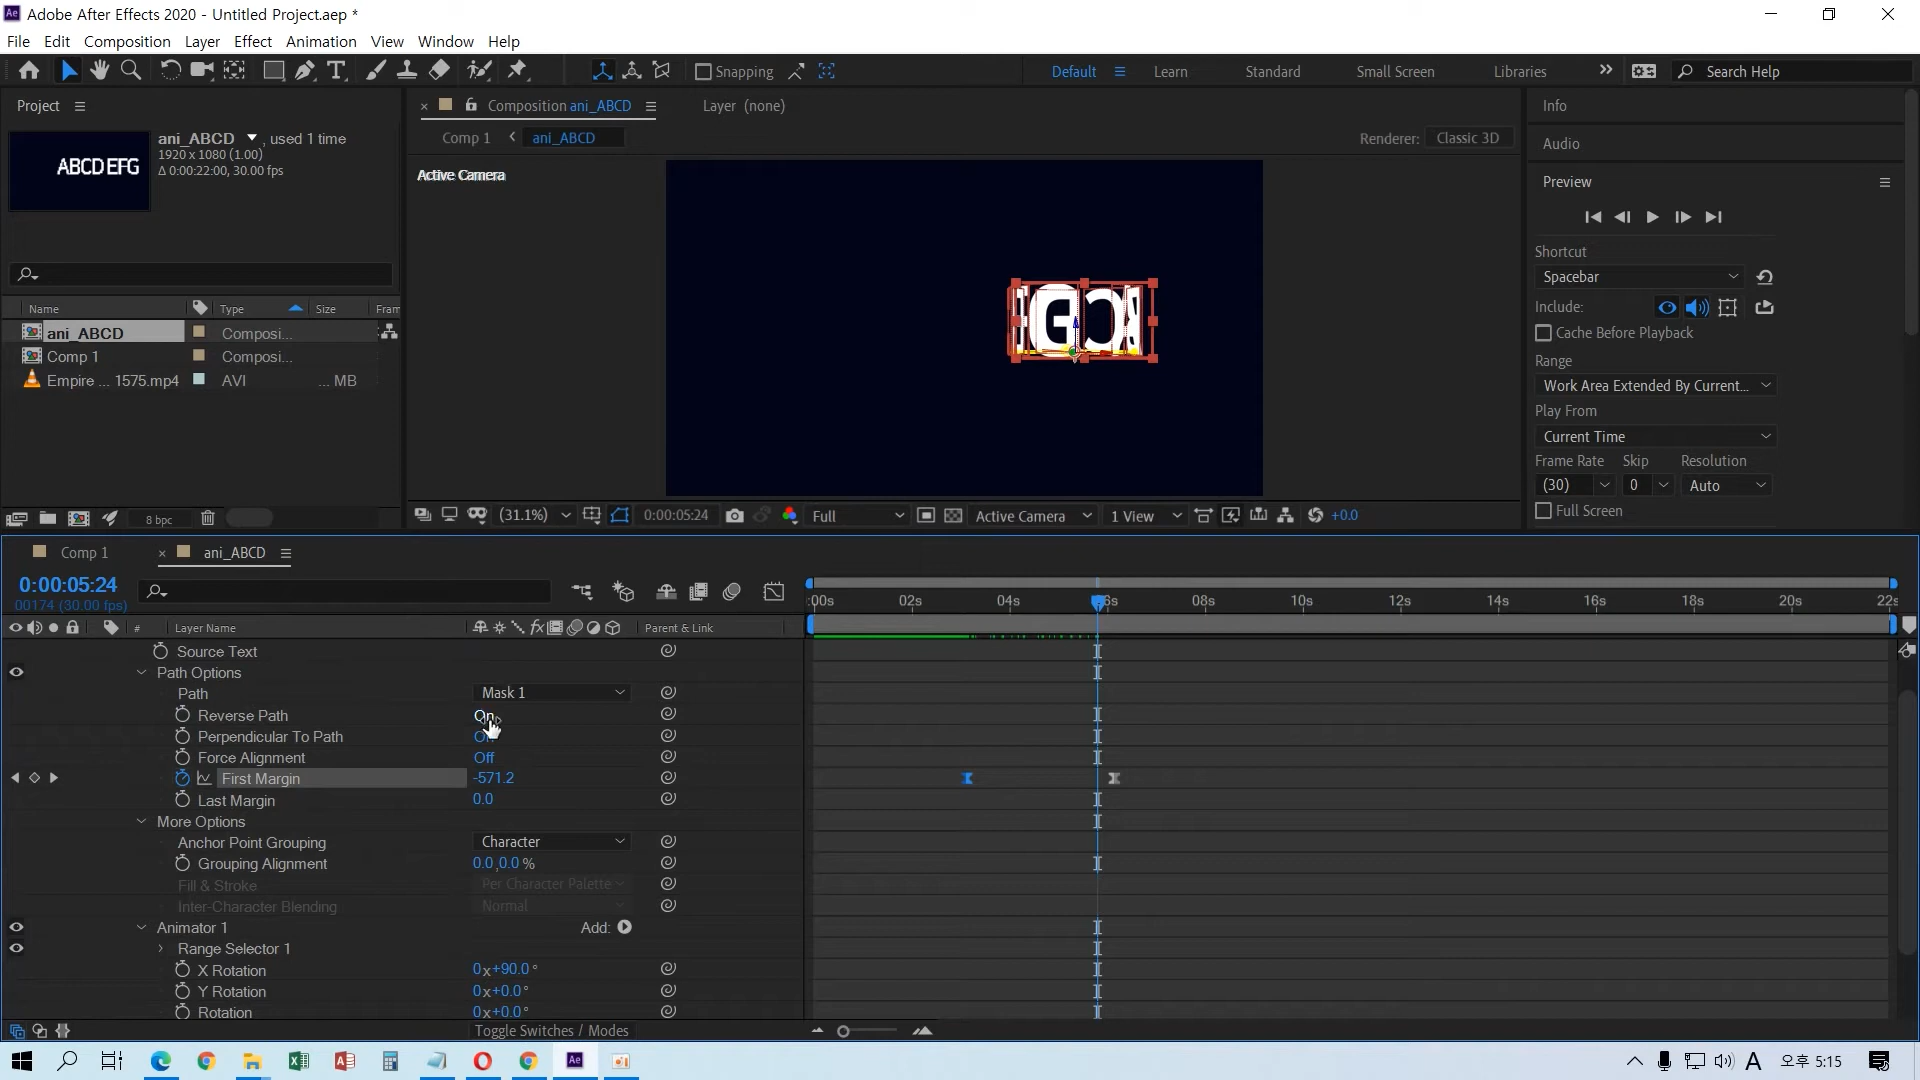 Adobe After Effects 2020 - Untitled Project.aep *
File Edit Composition Layer Effect Animation View Window Help
Snapping
Default Learn Standard Small Screen Libraries
Search Help
Project
ani_ABCD , used 1 time
1920 x 1080 (1.00)
Δ 0:00:22:00, 30.00 fps
ABCDEFG
Name Type Size Fram
ani_ABCD Composi...
Comp 1 Composi...
Empire ... 1575.mp4 AVI ... MB
8 bpc
Composition ani_ABCD
Layer (none)
Comp 1 ani_ABCD
Renderer: Classic 3D
Active Camera
(31.1%) 0:00:05:24 Full Active Camera 1 View +0.0
Info
Audio
Preview
Shortcut
Spacebar
Include:
Cache Before Playback
Range
Work Area Extended By Current...
Play From
Current Time
Frame Rate Skip Resolution
(30) 0 Auto
Full Screen
Comp 1 ani_ABCD
0:00:05:24
00174 (30.00 fps)
:00s 02s 04s 06s 08s 10s 12s 14s 16s 18s 20s 22s
# Layer Name Parent & Link
Source Text
Path Options
Path Mask 1
Reverse Path On
Perpendicular To Path On
Force Alignment Off
First Margin -571.2
Last Margin 0.0
More Options
Anchor Point Grouping Character
Grouping Alignment 0.0,0.0 %
Fill & Stroke Per Character Palette
Inter-Character Blending Normal
Animator 1 Add:
Range Selector 1
X Rotation 0x+90.0°
Y Rotation 0x+0.0°
Rotation 0x+0.0°
Toggle Switches / Modes
A 오후 5:15